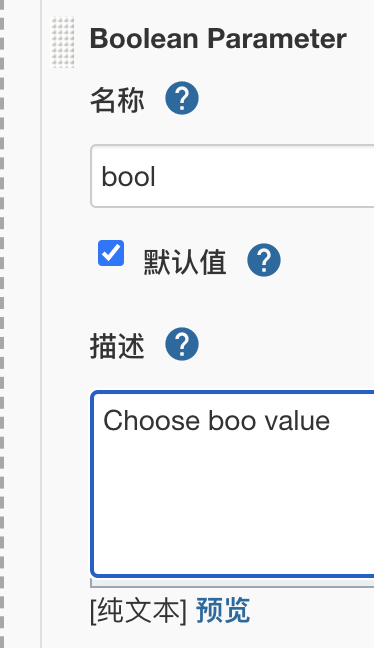 Boolean Parameter
名称 ?
bool
默认值 ?
描述 ?
Choose boo value
[纯文本] 预览